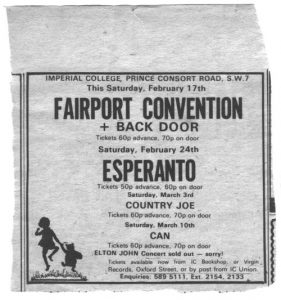 IMPERIAL COLLEGE, PRINCE CONSORT ROAD, S.W.7
This Saturday, February 17th
FAIRPORT CONVENTION
+ BACK DOOR
Tickets 60p advance, 70p on door
Saturday, February 24th
ESPERANTO
Tickets 50p advance, 60p on door
Saturday, March 3rd
COUNTRY JOE
Tickets 60p advance, 70p on door
Saturday, March 10th
CAN
Tickets 60p advance, 70p on door
ELTON JOHN Concert sold out — sorry!
Tickets available now from IC Bookshop, or Virgin
Records, Oxford Street, or by post from IC Union.
Enquiries: 589 5111. Ext. 2154, 2133